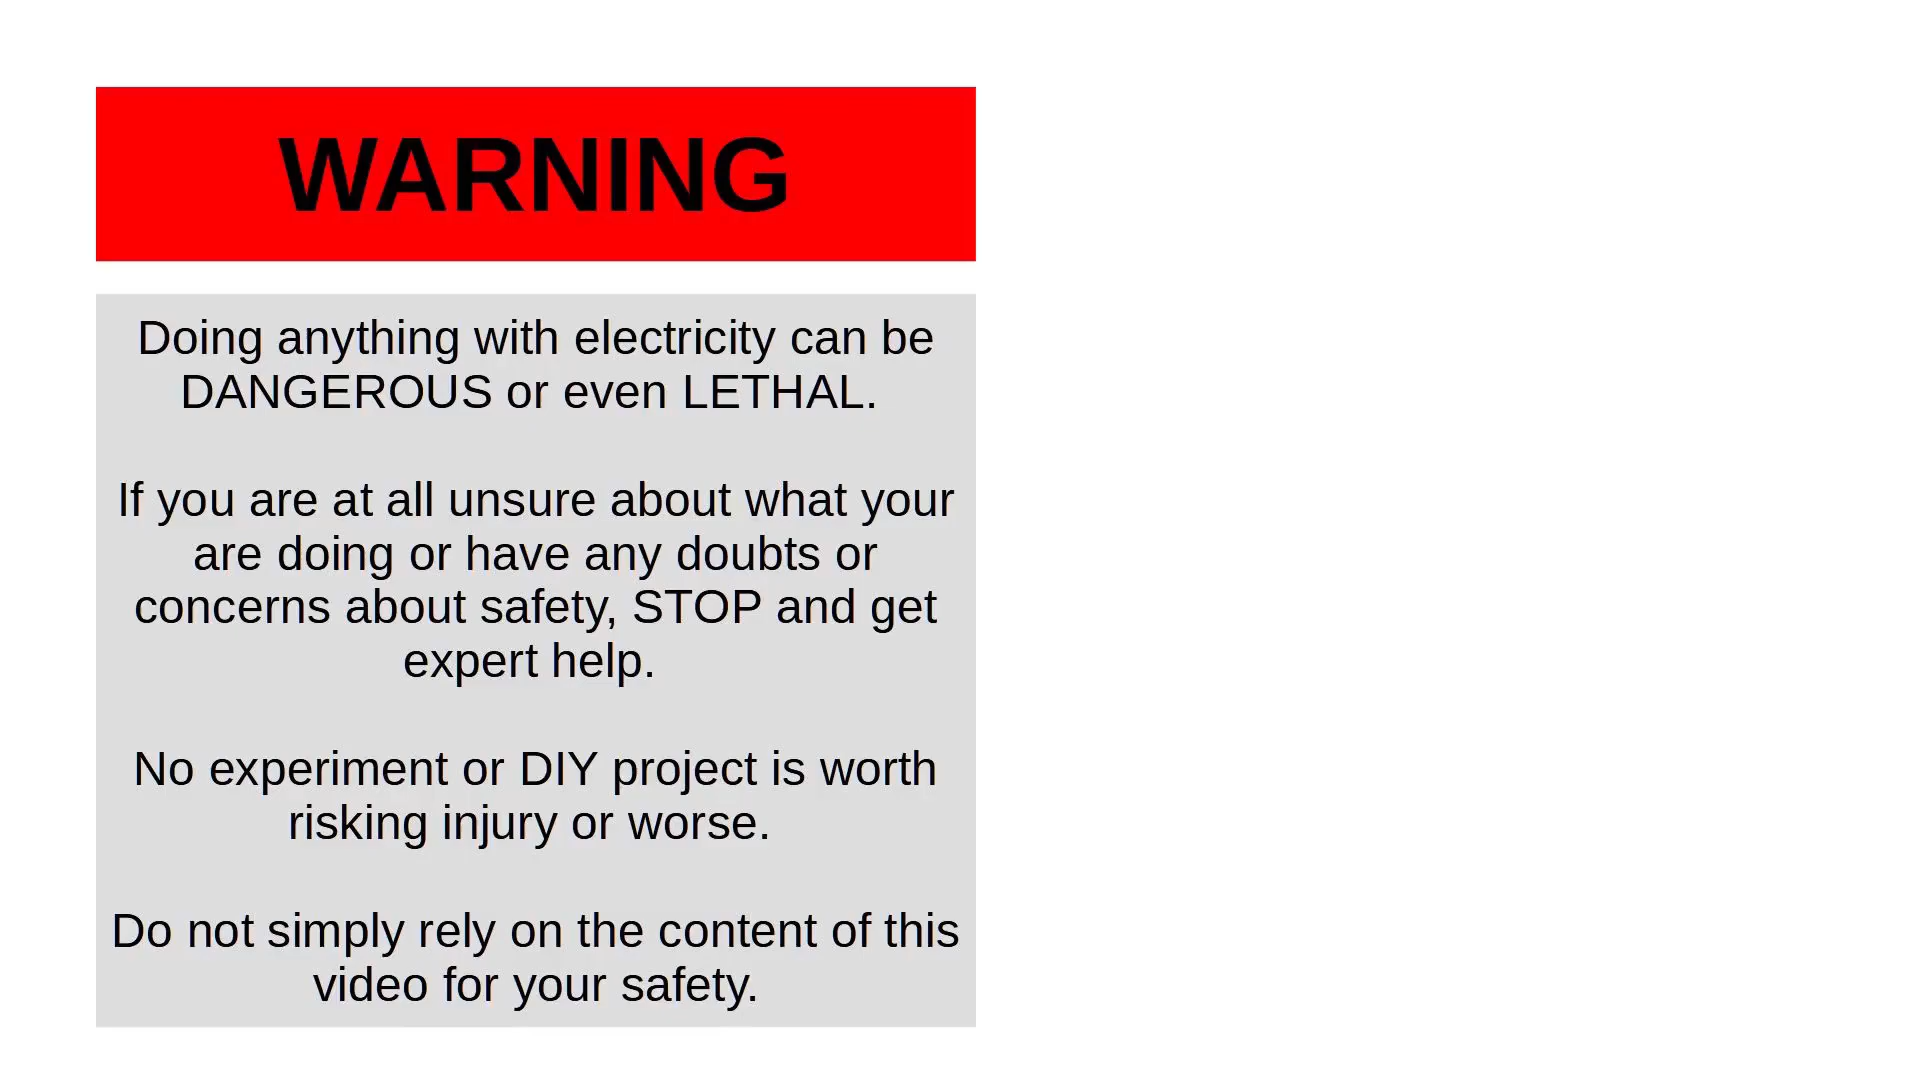 WARNING
Doing anything with electricity can be
DANGEROUS or even LETHAL.
If you are at all unsure about what your
are doing or have any doubts or
concerns about safety, STOP and get
expert help.
No experiment or DIY project is worth
risking injury or worse.
Do not simply rely on the content of this
video for your safety.